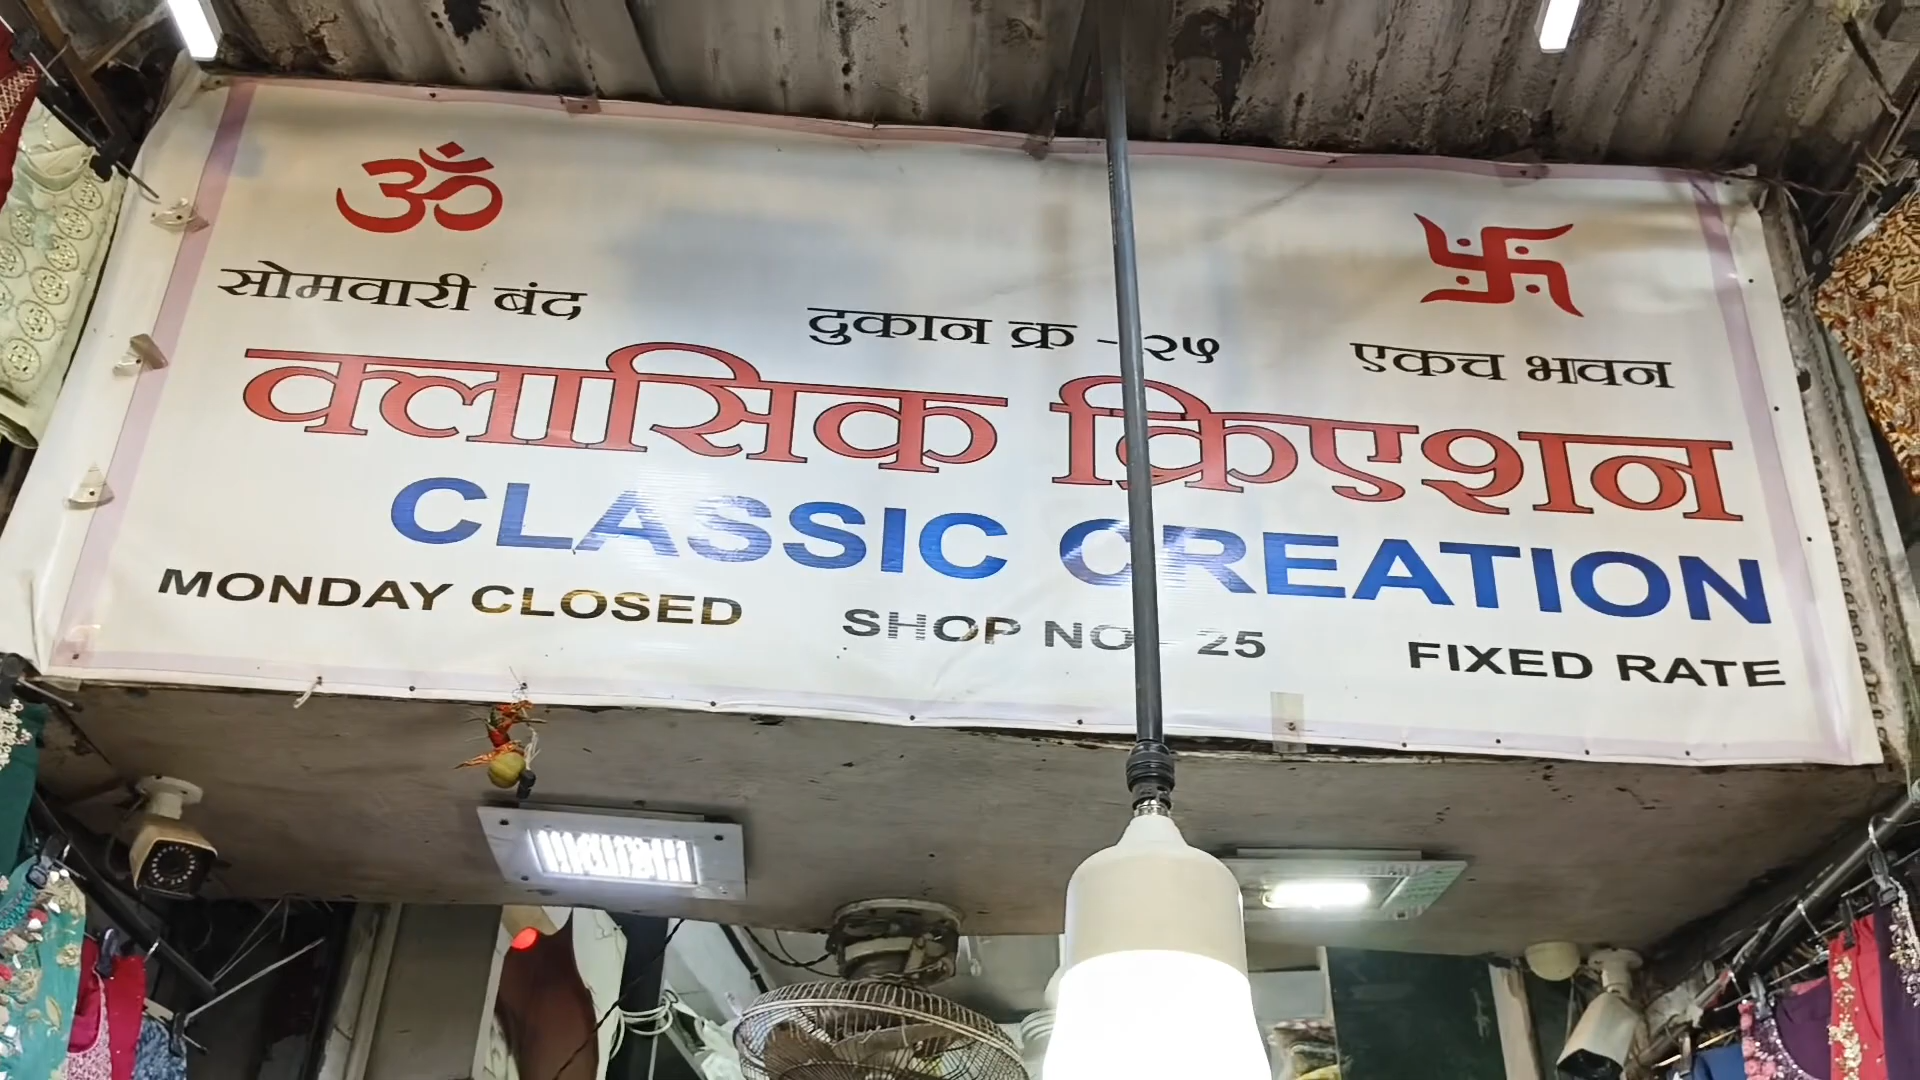 ॐ
सोमवारी बंद
दुकान क्र - २५
एकच भवन
क्लासिक क्रिएशन
CLASSIC CREATION
MONDAY CLOSED
SHOP NO - 25
FIXED RATE